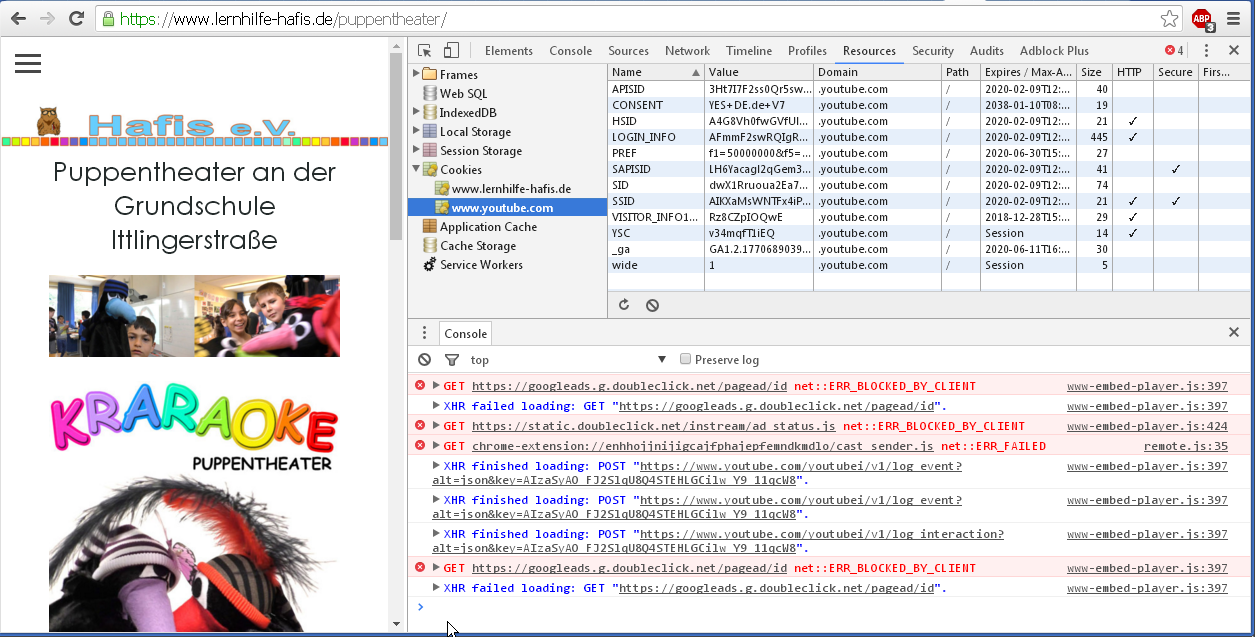 https://www.lernhilfe-hafis.de/puppentheater/
ABP
3
Hafis e.V.
Puppentheater an der
Grundschule
Ittlingerstraße
KRARAOKE
PUPPENTHEATER
Elements Console Sources Network Timeline Profiles Resources Security Audits Adblock Plus 4
Frames
Web SQL
IndexedDB
Local Storage
Session Storage
Cookies
www.lernhilfe-hafis.de
www.youtube.com
Application Cache
Cache Storage
Service Workers
Name Value Domain Path Expires / Max-A... Size HTTP Secure Firs...
APISID 3Ht7I7F2ss0Qr5sw... .youtube.com / 2020-02-09T12:... 40
CONSENT YES+DE.de+V7 .youtube.com / 2038-01-10T08:... 19
HSID A4G8Vh0fwGVfUI... .youtube.com / 2020-02-09T12:... 21 ✓
LOGIN_INFO AFmmF2swRQIgR... .youtube.com / 2020-02-09T12:... 445 ✓
PREF f1=50000000&f5=... .youtube.com / 2020-06-30T15:... 27
SAPISID LH6Yacagl2qGem3... .youtube.com / 2020-02-09T12:... 41 ✓
SID dwX1Rruoua2Ea7... .youtube.com / 2020-02-09T12:... 74
SSID AIKXaMsWNTFx4iP... .youtube.com / 2020-02-09T12:... 21 ✓ ✓
VISITOR_INFO1... Rz8CZpIOQwE .youtube.com / 2018-12-28T15:... 29 ✓
YSC v34mqfT1iEQ .youtube.com / Session 14 ✓
_ga GA1.2.1770689039... .youtube.com / 2020-06-11T16:... 30
wide 1 .youtube.com / Session 5
Console
top Preserve log
GET https://googleads.g.doubleclick.net/pagead/id net::ERR_BLOCKED_BY_CLIENT www-embed-player.js:397
XHR failed loading: GET "https://googleads.g.doubleclick.net/pagead/id". www-embed-player.js:397
GET https://static.doubleclick.net/instream/ad_status.js net::ERR_BLOCKED_BY_CLIENT www-embed-player.js:424
GET chrome-extension://enhhojjnijigcajfphajepfemndkmdlo/cast_sender.js net::ERR_FAILED remote.js:35
XHR finished loading: POST "https://www.youtube.com/youtubei/v1/log_event? www-embed-player.js:397
alt=json&key=AIzaSyAO_FJ2SlqU8Q4STEHLGCilw_Y9_11qcW8".
XHR finished loading: POST "https://www.youtube.com/youtubei/v1/log_event? www-embed-player.js:397
alt=json&key=AIzaSyAO_FJ2SlqU8Q4STEHLGCilw_Y9_11qcW8".
XHR finished loading: POST "https://www.youtube.com/youtubei/v1/log_interaction? www-embed-player.js:397
alt=json&key=AIzaSyAO_FJ2SlqU8Q4STEHLGCilw_Y9_11qcW8".
GET https://googleads.g.doubleclick.net/pagead/id net::ERR_BLOCKED_BY_CLIENT www-embed-player.js:397
XHR failed loading: GET "https://googleads.g.doubleclick.net/pagead/id". www-embed-player.js:397